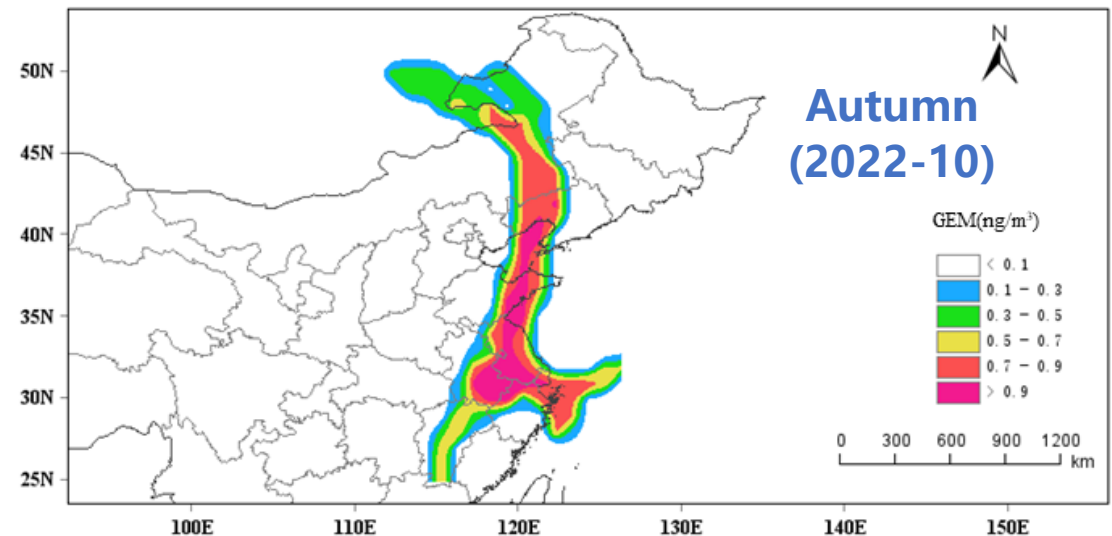 50N
45N
40N
35N
30N
25N
100E 110E 120E 130E 140E 150E
N
Autumn
(2022-10)
GEM(ng/m³)
< 0.1
0.1 - 0.3
0.3 - 0.5
0.5 - 0.7
0.7 - 0.9
> 0.9
0 300 600 900 1200
km